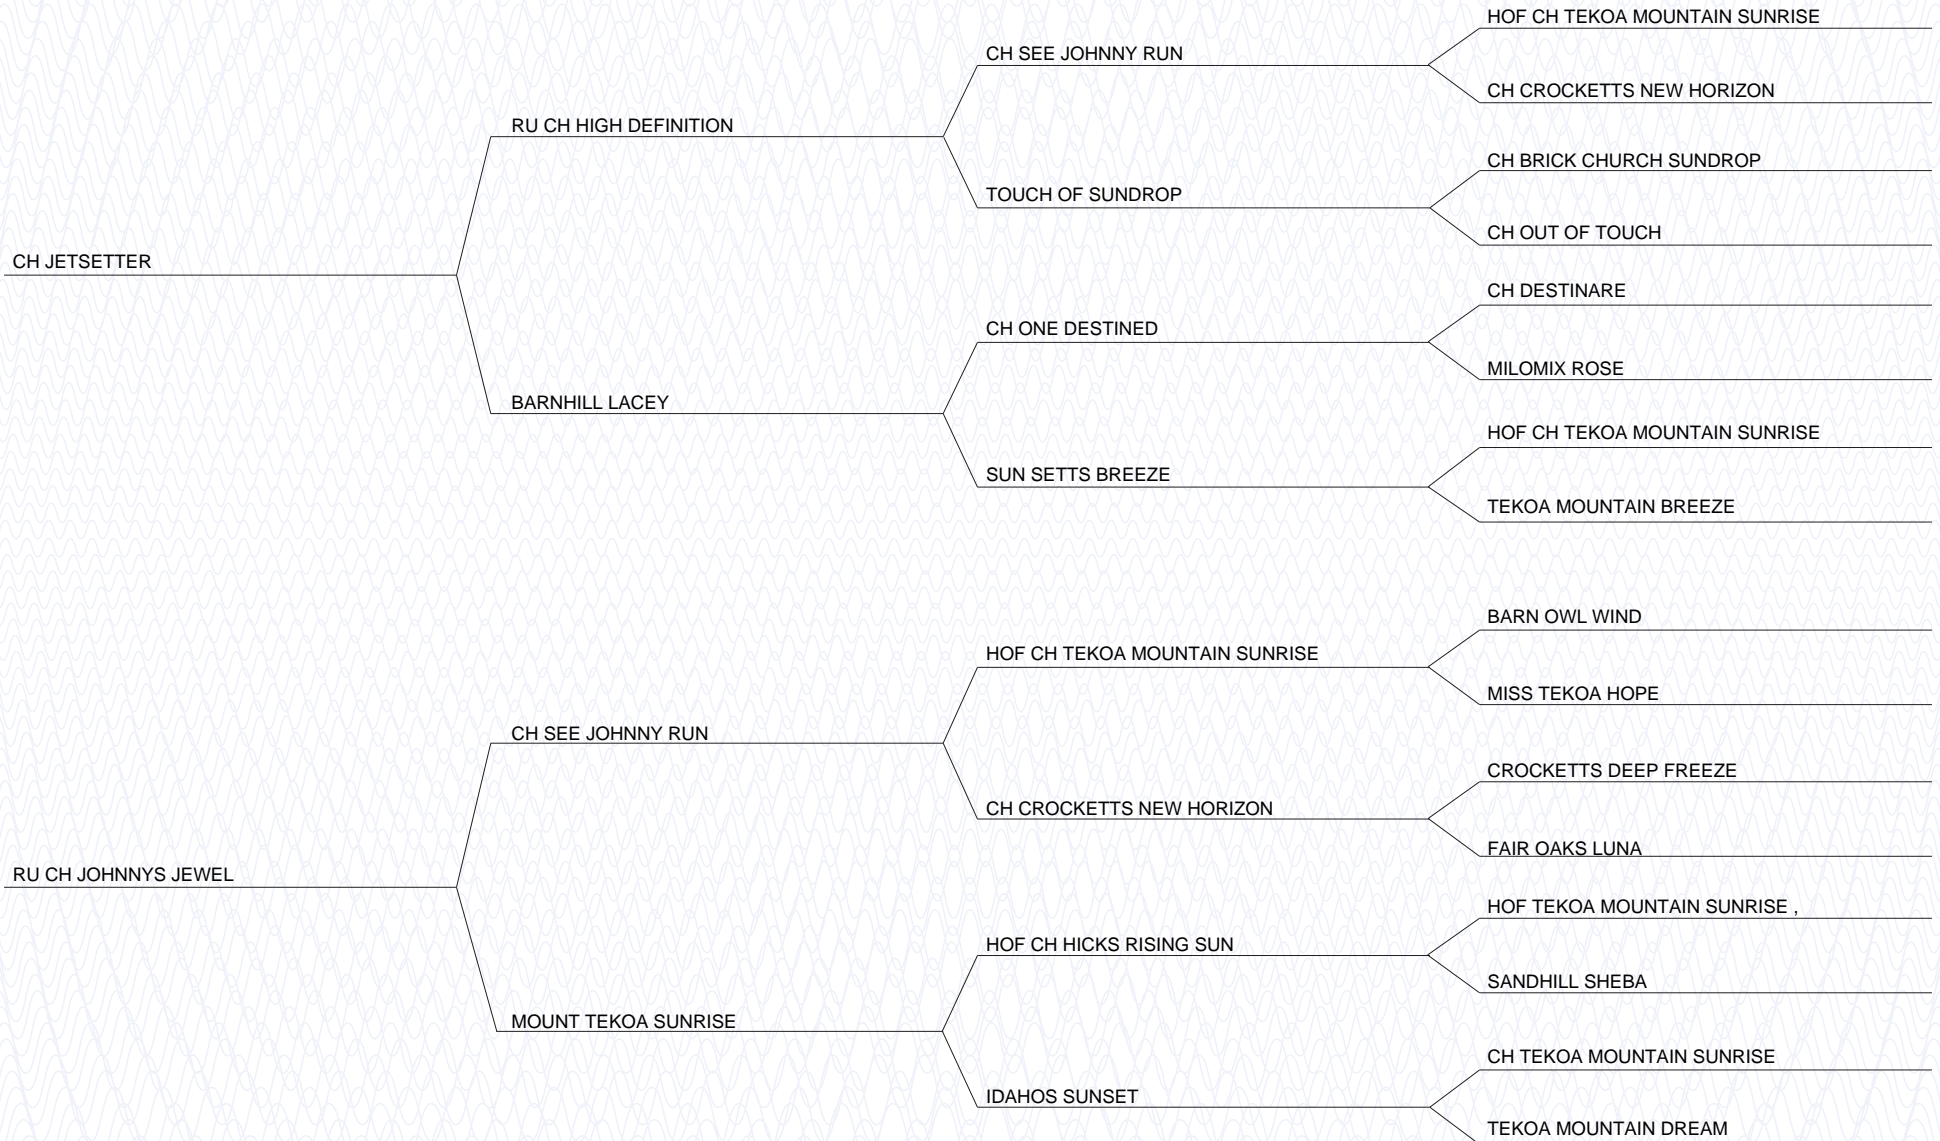 HOF CH TEKOA MOUNTAIN SUNRISE
CH SEE JOHNNY RUN
CH CROCKETTS NEW HORIZON
RU CH HIGH DEFINITION
CH BRICK CHURCH SUNDROP
TOUCH OF SUNDROP
CH OUT OF TOUCH
CH JETSETTER
CH DESTINARE
CH ONE DESTINED
MILOMIX ROSE
BARNHILL LACEY
HOF CH TEKOA MOUNTAIN SUNRISE
SUN SETTS BREEZE
TEKOA MOUNTAIN BREEZE
BARN OWL WIND
HOF CH TEKOA MOUNTAIN SUNRISE
MISS TEKOA HOPE
CH SEE JOHNNY RUN
CROCKETTS DEEP FREEZE
CH CROCKETTS NEW HORIZON
FAIR OAKS LUNA
RU CH JOHNNYS JEWEL
HOF TEKOA MOUNTAIN SUNRISE ,
HOF CH HICKS RISING SUN
SANDHILL SHEBA
MOUNT TEKOA SUNRISE
CH TEKOA MOUNTAIN SUNRISE
IDAHOS SUNSET
TEKOA MOUNTAIN DREAM